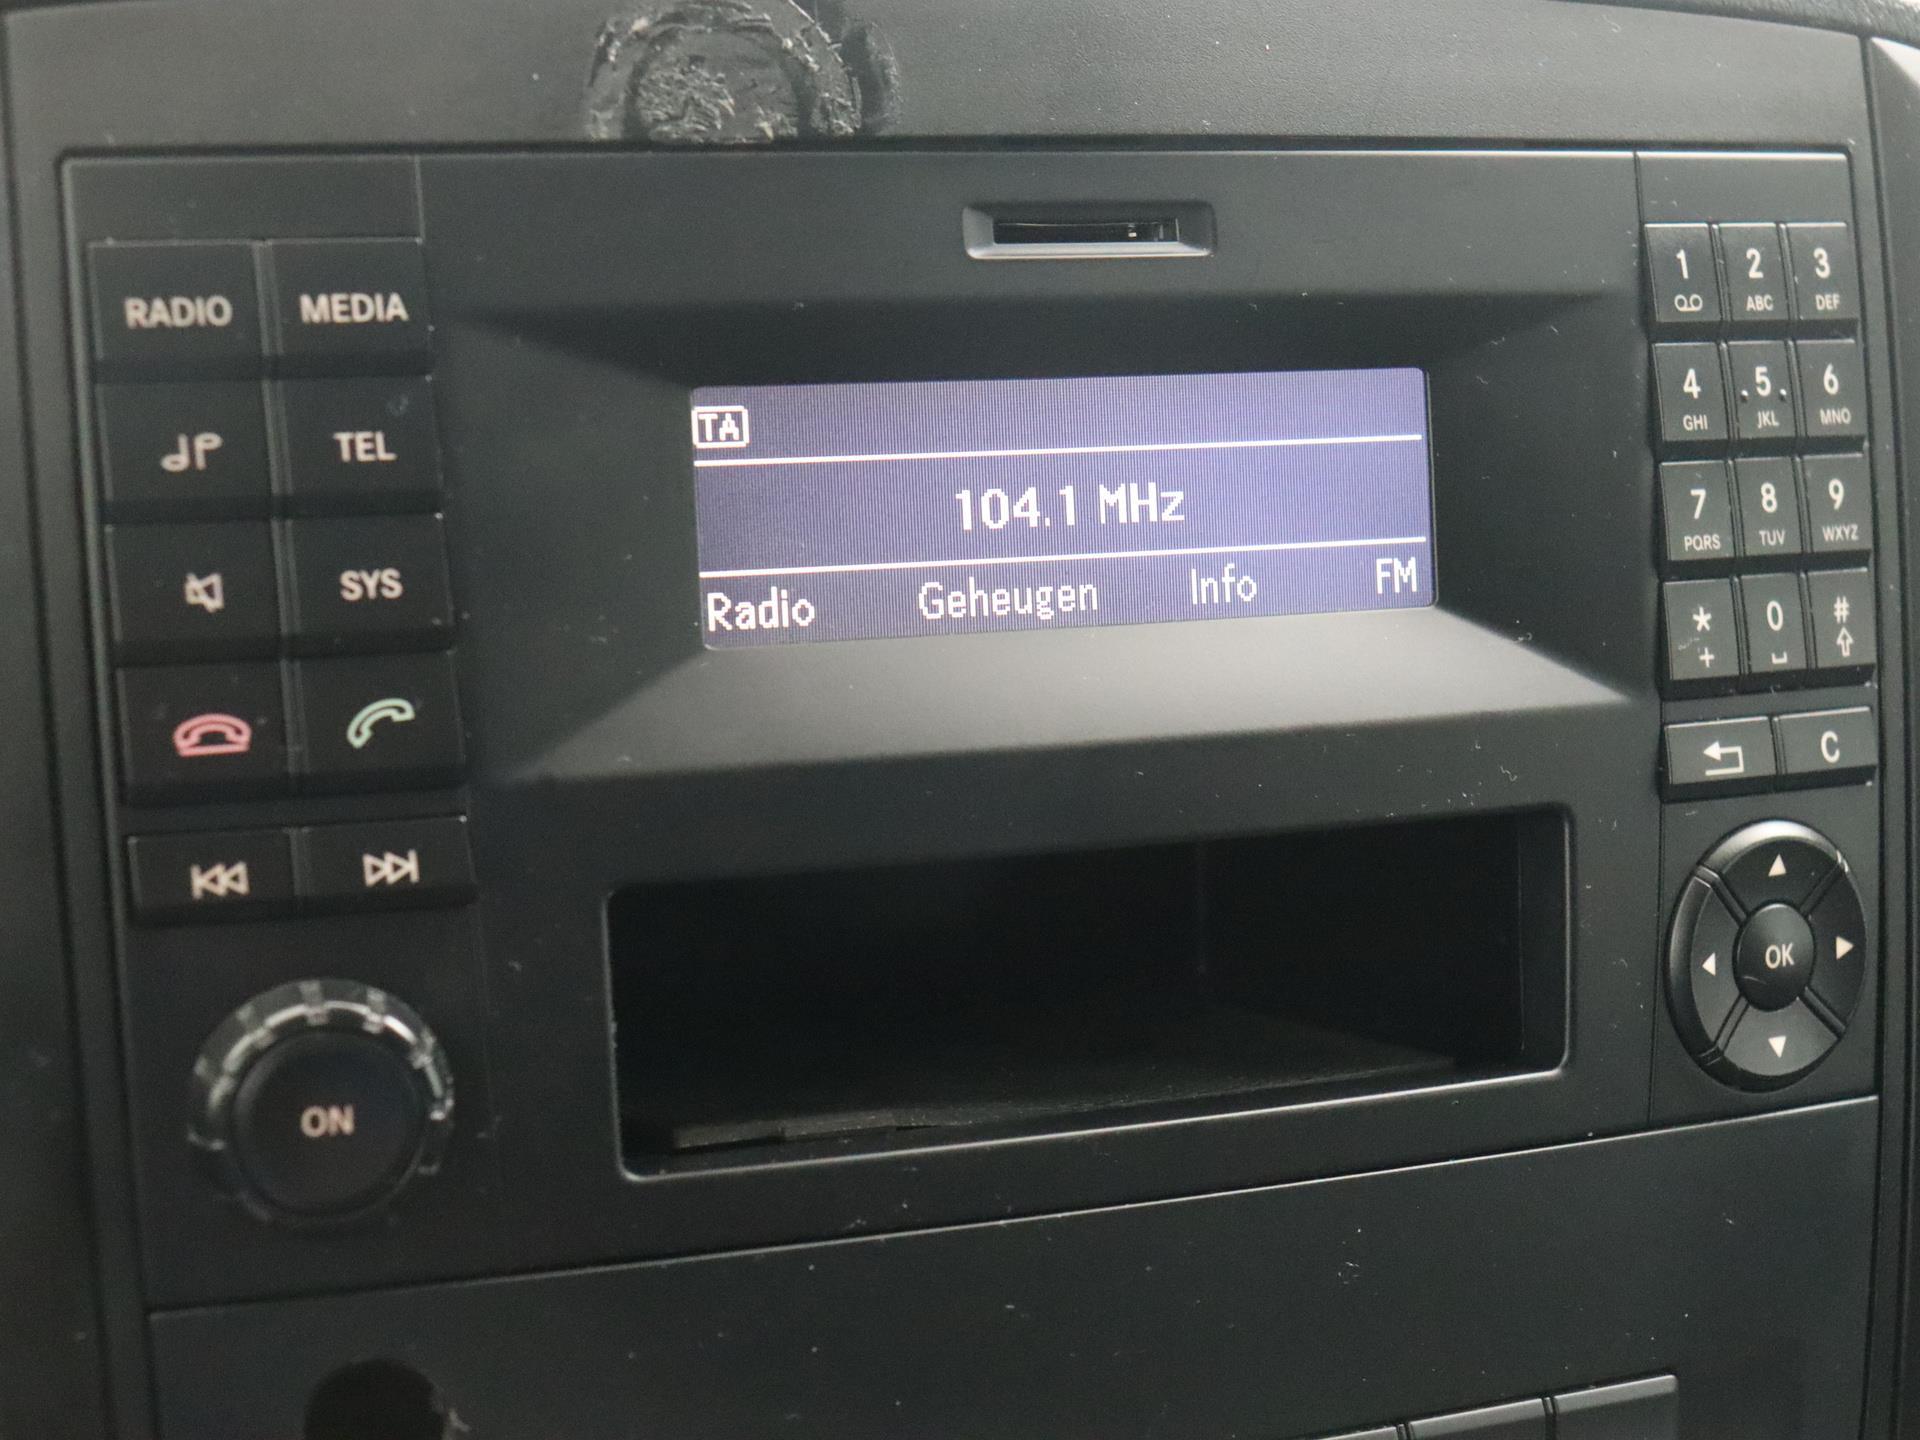 RADIO MEDIA
TEL
SYS
ON
TA
104.1 MHz
Radio Geheugen Info FM
1 2 3
ABC DEF
4 .5. 6
GHI JKL MNO
7 8 9
PQRS TUV WXYZ
* 0 #
+
C
OK